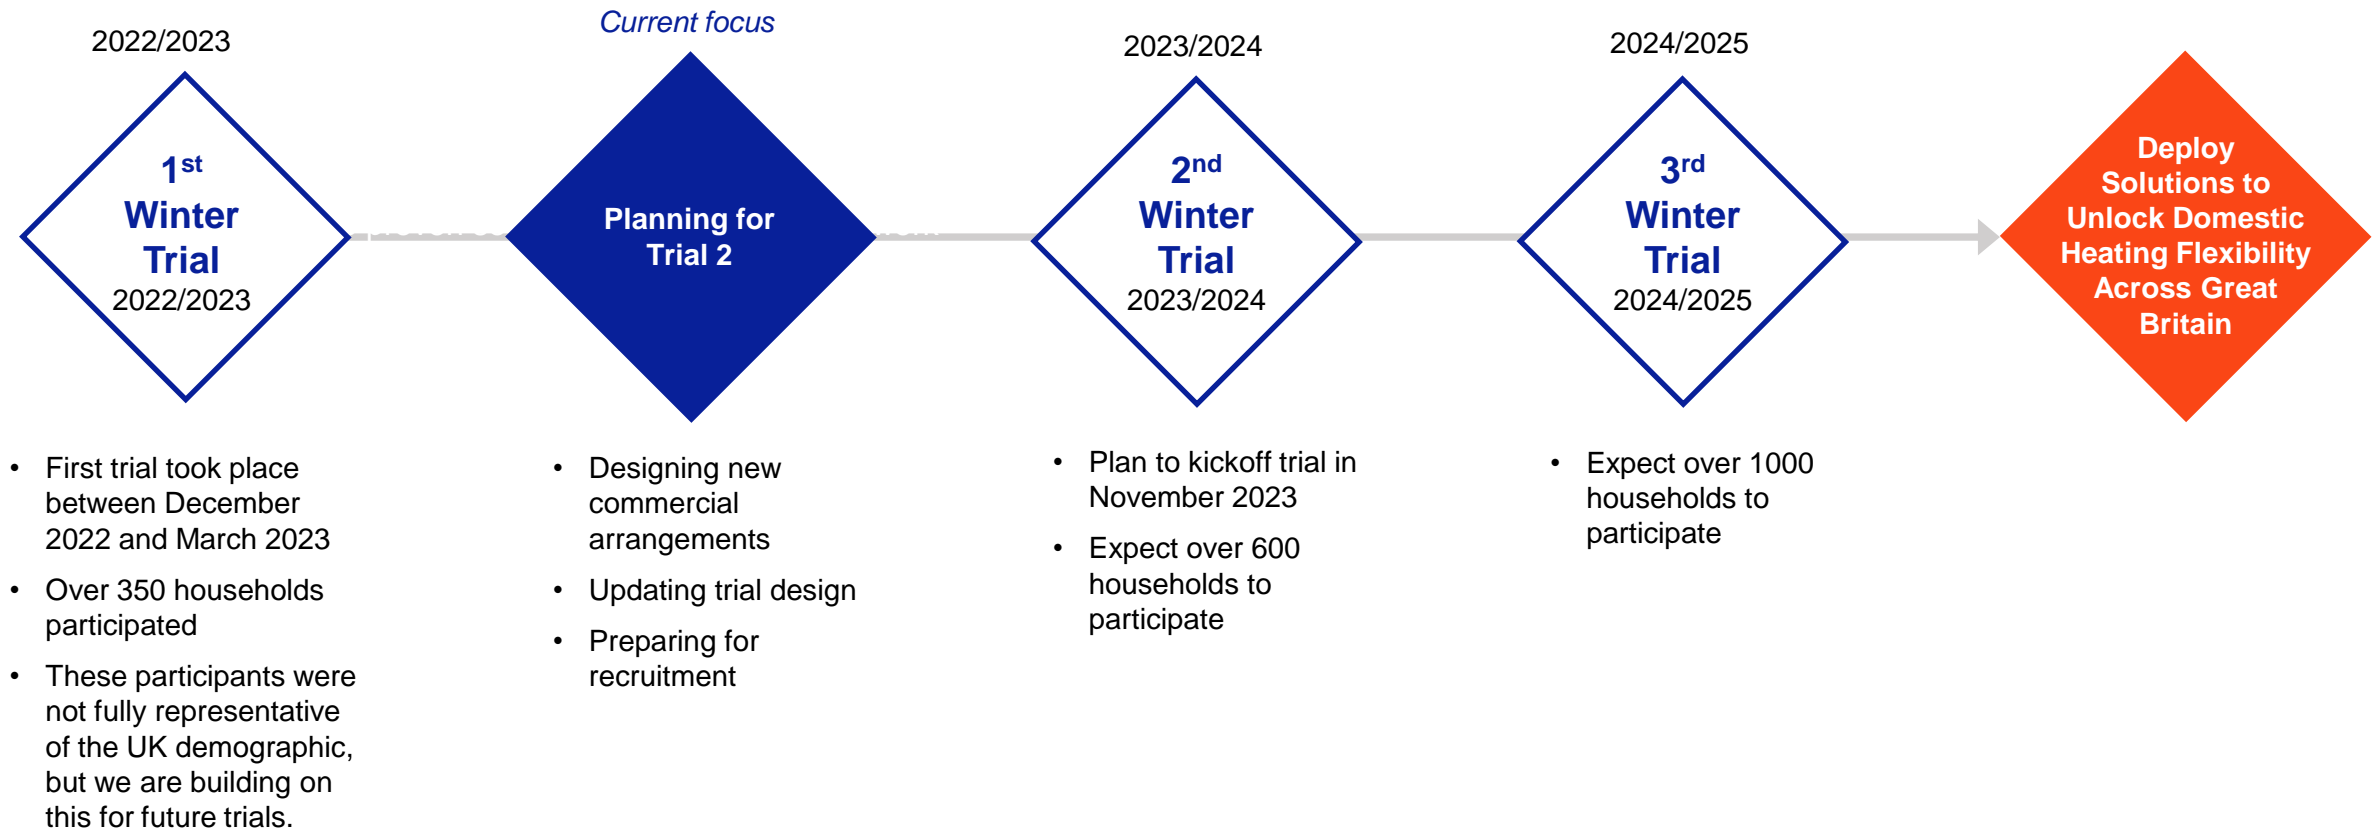 2022/2023
1st
Winter
Trial
2022/2023
• First trial took place
between December
2022 and March 2023
• Over 350 households
participated
• These participants were
not fully representative
of the UK demographic,
but we are building on
this for future trials.
Current focus
Planning for
Trial 2
• Designing new
commercial
arrangements
• Updating trial design
• Preparing for
recruitment
2023/2024
2nd
Winter
Trial
2023/2024
• Plan to kickoff trial in
November 2023
• Expect over 600
households to
participate
2024/2025
3rd
Winter
Trial
2024/2025
• Expect over 1000
households to
participate
Deploy
Solutions to
Unlock Domestic
Heating Flexibility
Across Great
Britain